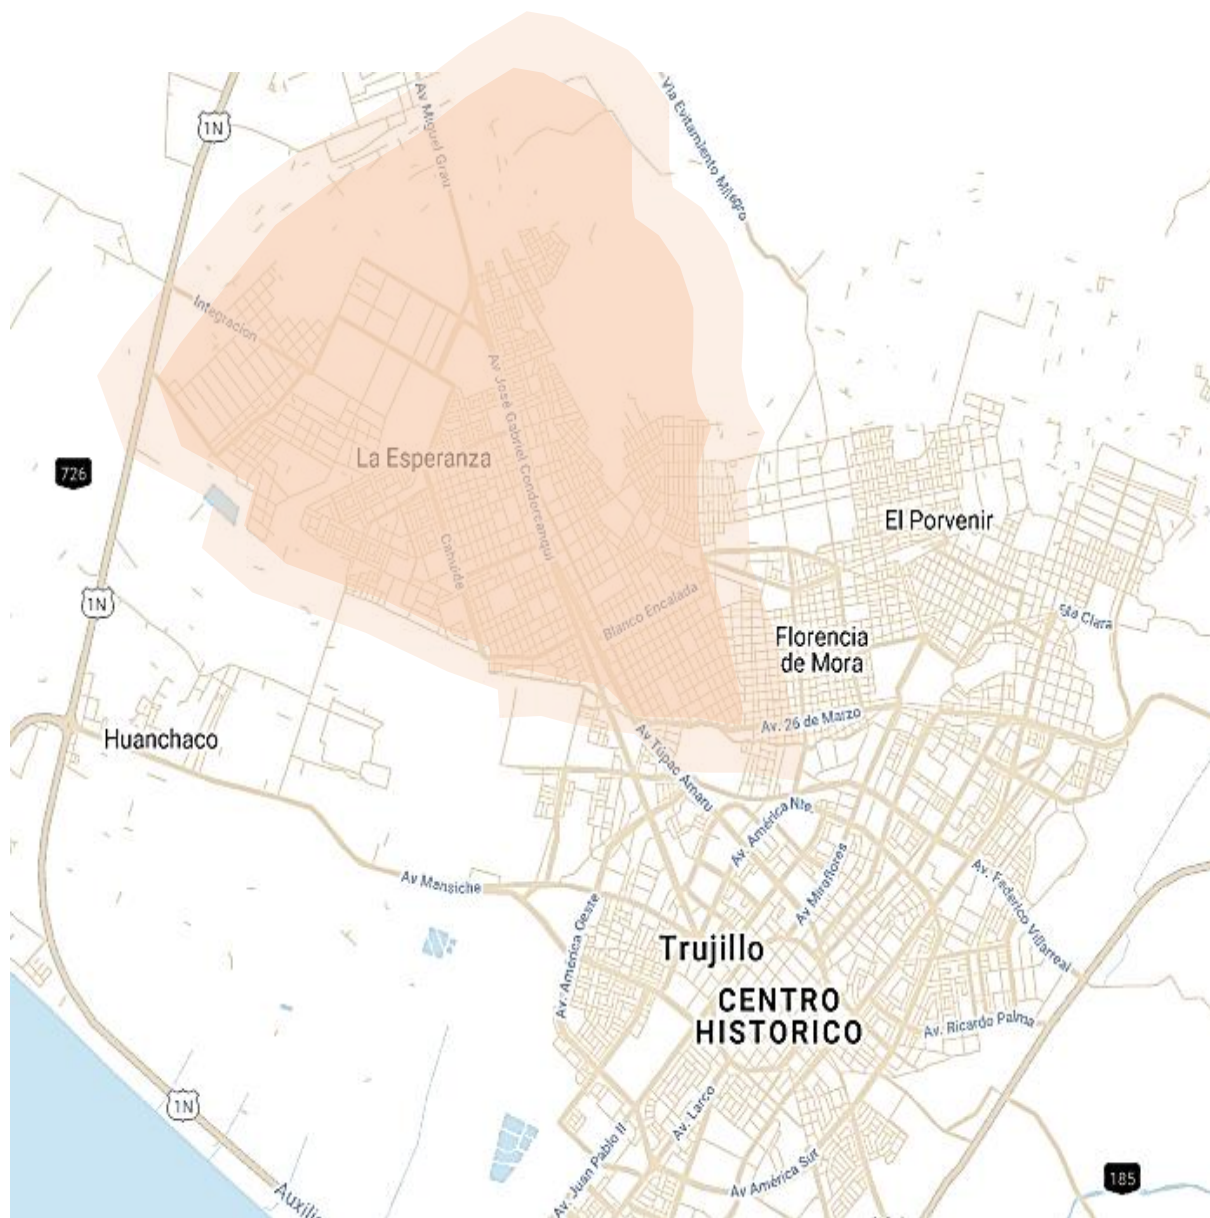 1N
Av Miguel Grau
Vía Evitamiento Milagro
Integracion
Av José Gabriel Condorcanqui
La Esperanza
726
El Porvenir
Cahuide
1N
Blanco Encalada
Sta Clara
Florencia
de Mora
Av. 26 de Marzo
Huanchaco
Av Túpac Amaru
Av. América Nte.
Av Mansiche
Av Miraflores
Av. Federico Villarreal
Av. América Oeste
Trujillo
CENTRO
HISTORICO
Av. Ricardo Palma
1N
Av. Larco
Av. Juan Pablo II
Av América Sur
185